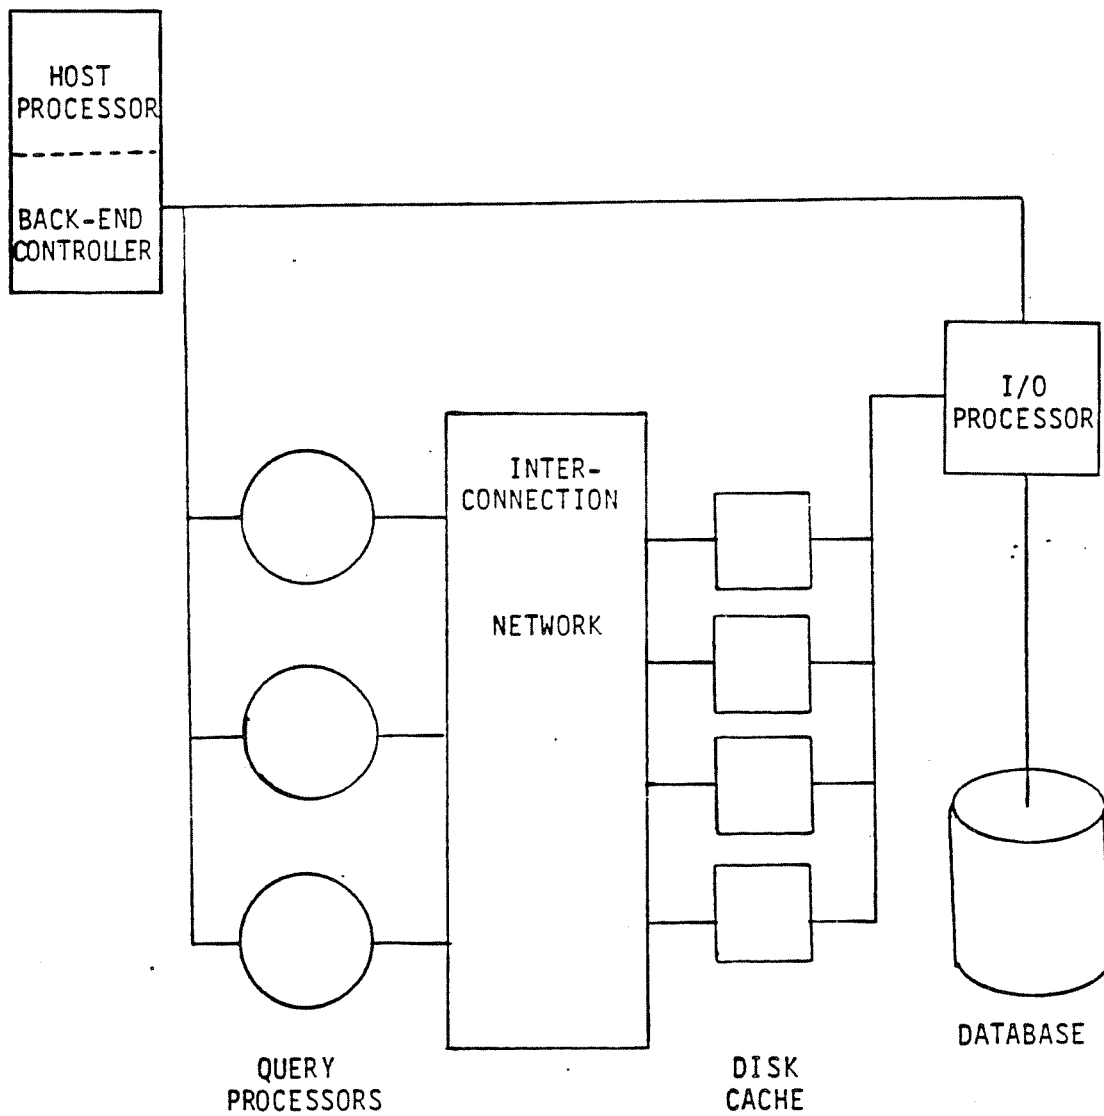 HOST
PROCESSOR
BACK-END
CONTROLLER
I/O
PROCESSOR
INTER-
CONNECTION
NETWORK
DATABASE
QUERY
PROCESSORS
DISK
CACHE